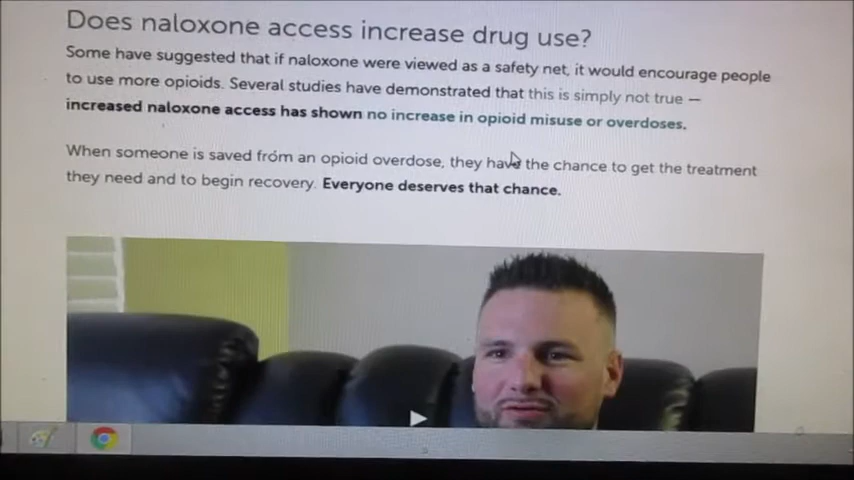 Does naloxone access increase drug use?
Some have suggested that if naloxone were viewed as a safety net, it would encourage people
to use more opioids. Several studies have demonstrated that this is simply not true —
increased naloxone access has shown no increase in opioid misuse or overdoses.
When someone is saved from an opioid overdose, they have the chance to get the treatment
they need and to begin recovery. Everyone deserves that chance.